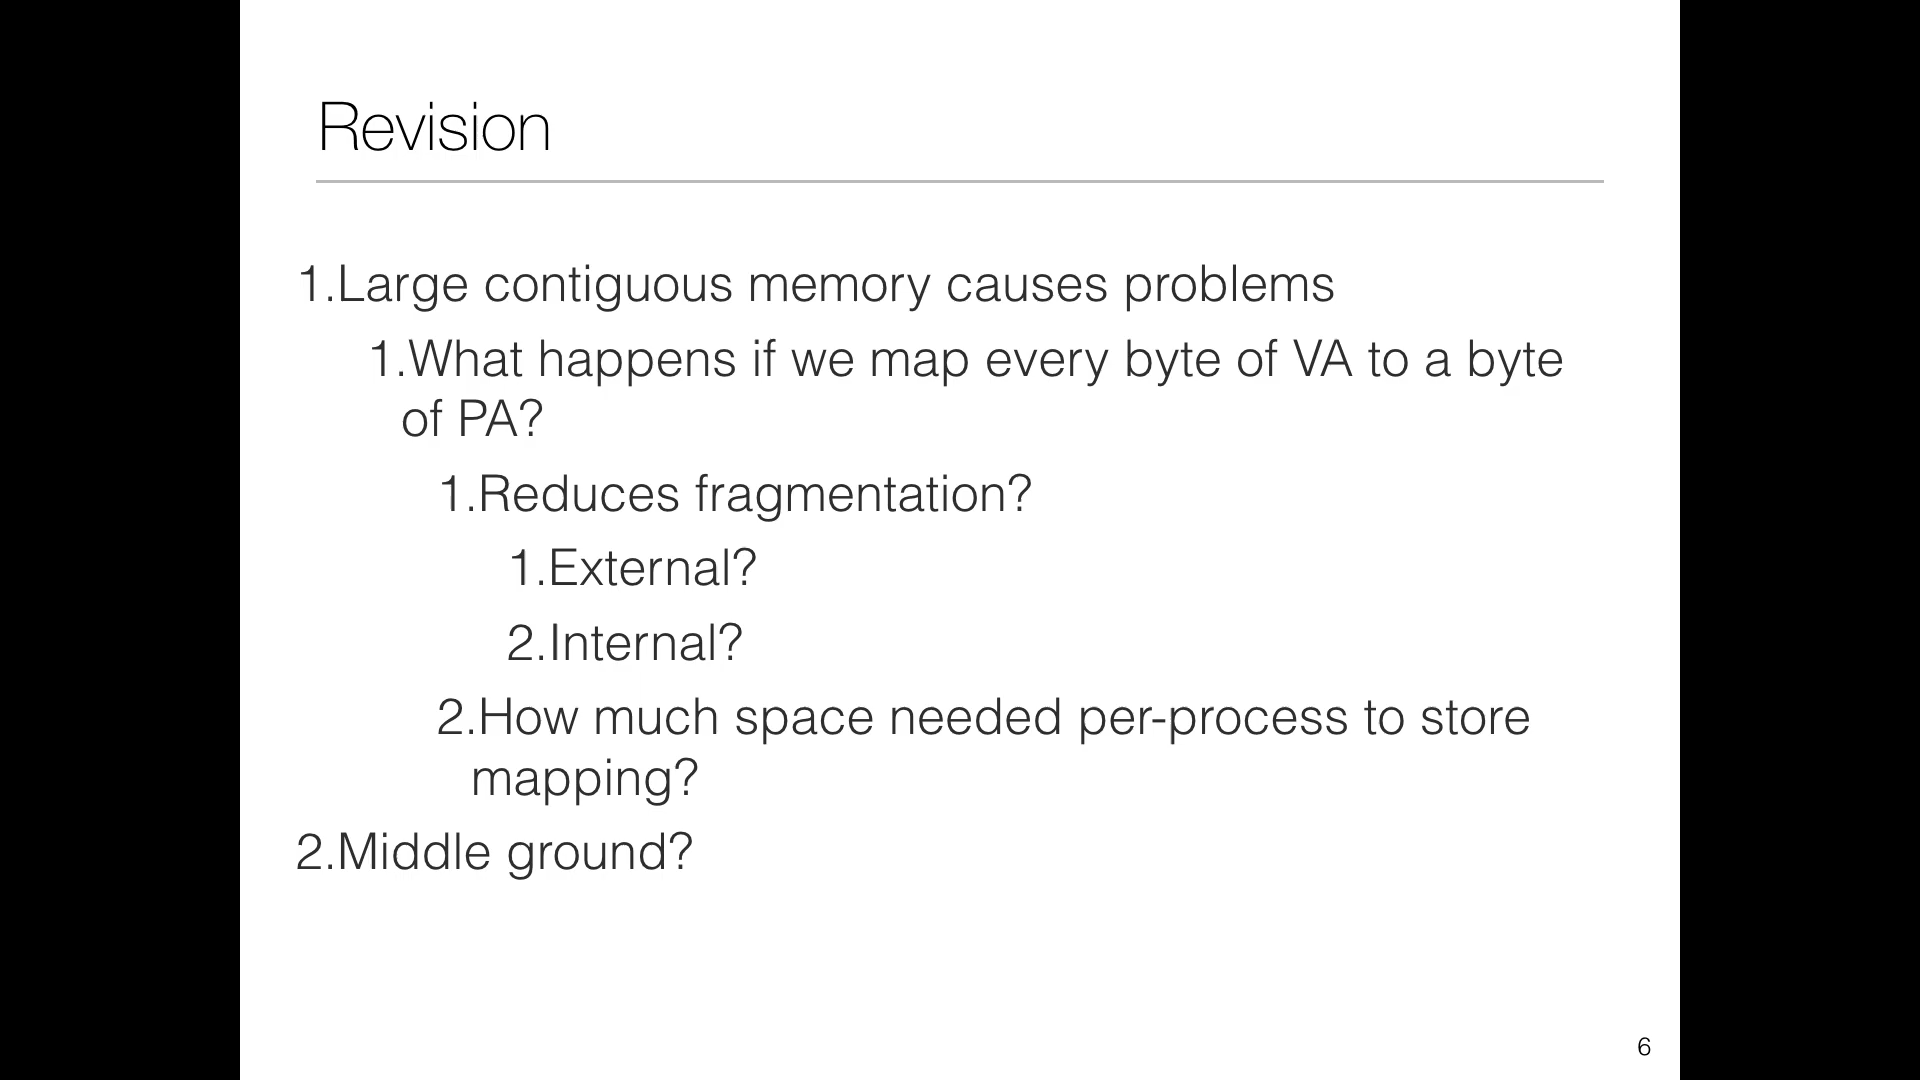 Revision
1.Large contiguous memory causes problems
1.What happens if we map every byte of VA to a byte
of PA?
1.Reduces fragmentation?
1.External?
2.Internal?
2.How much space needed per-process to store
mapping?
2.Middle ground?
6